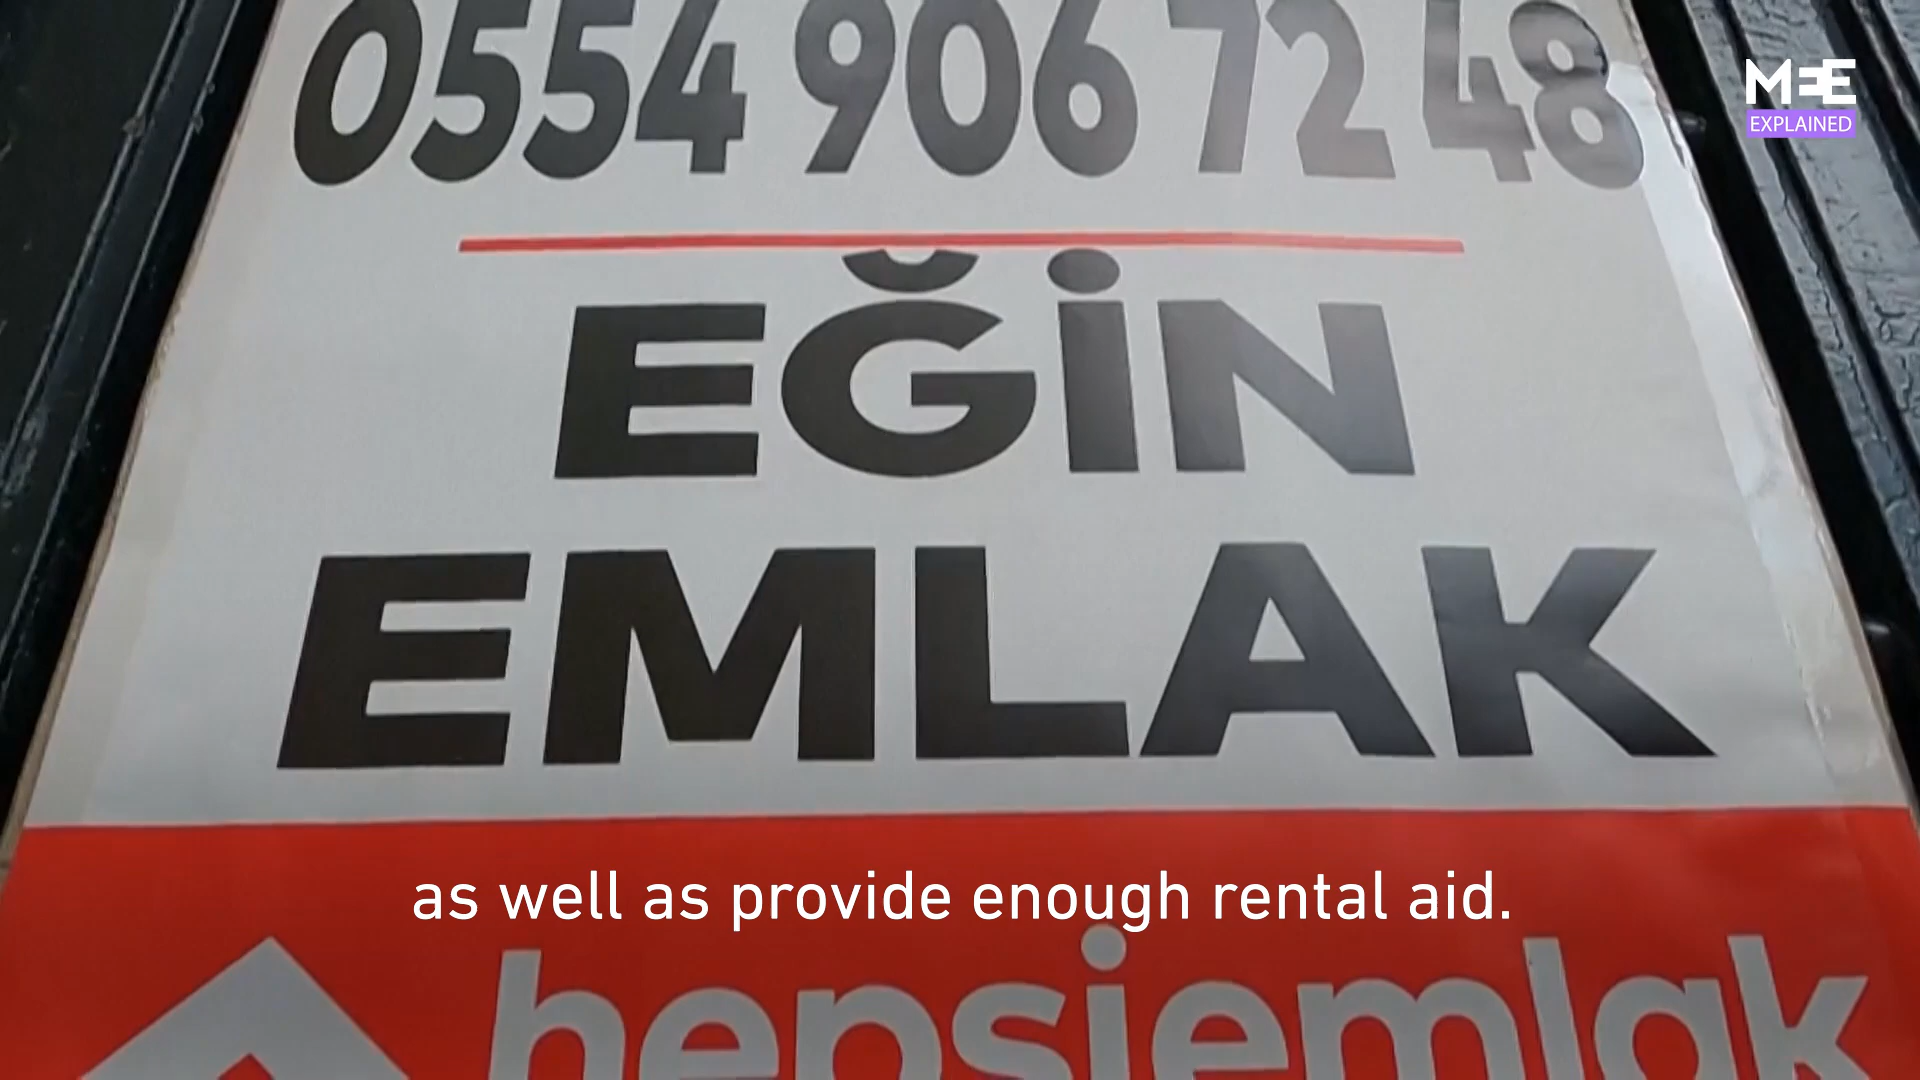 0554 906 72 48
MEE
EXPLAINED
EĞİN
EMLAK
as well as provide enough rental aid.
hepsiemlak